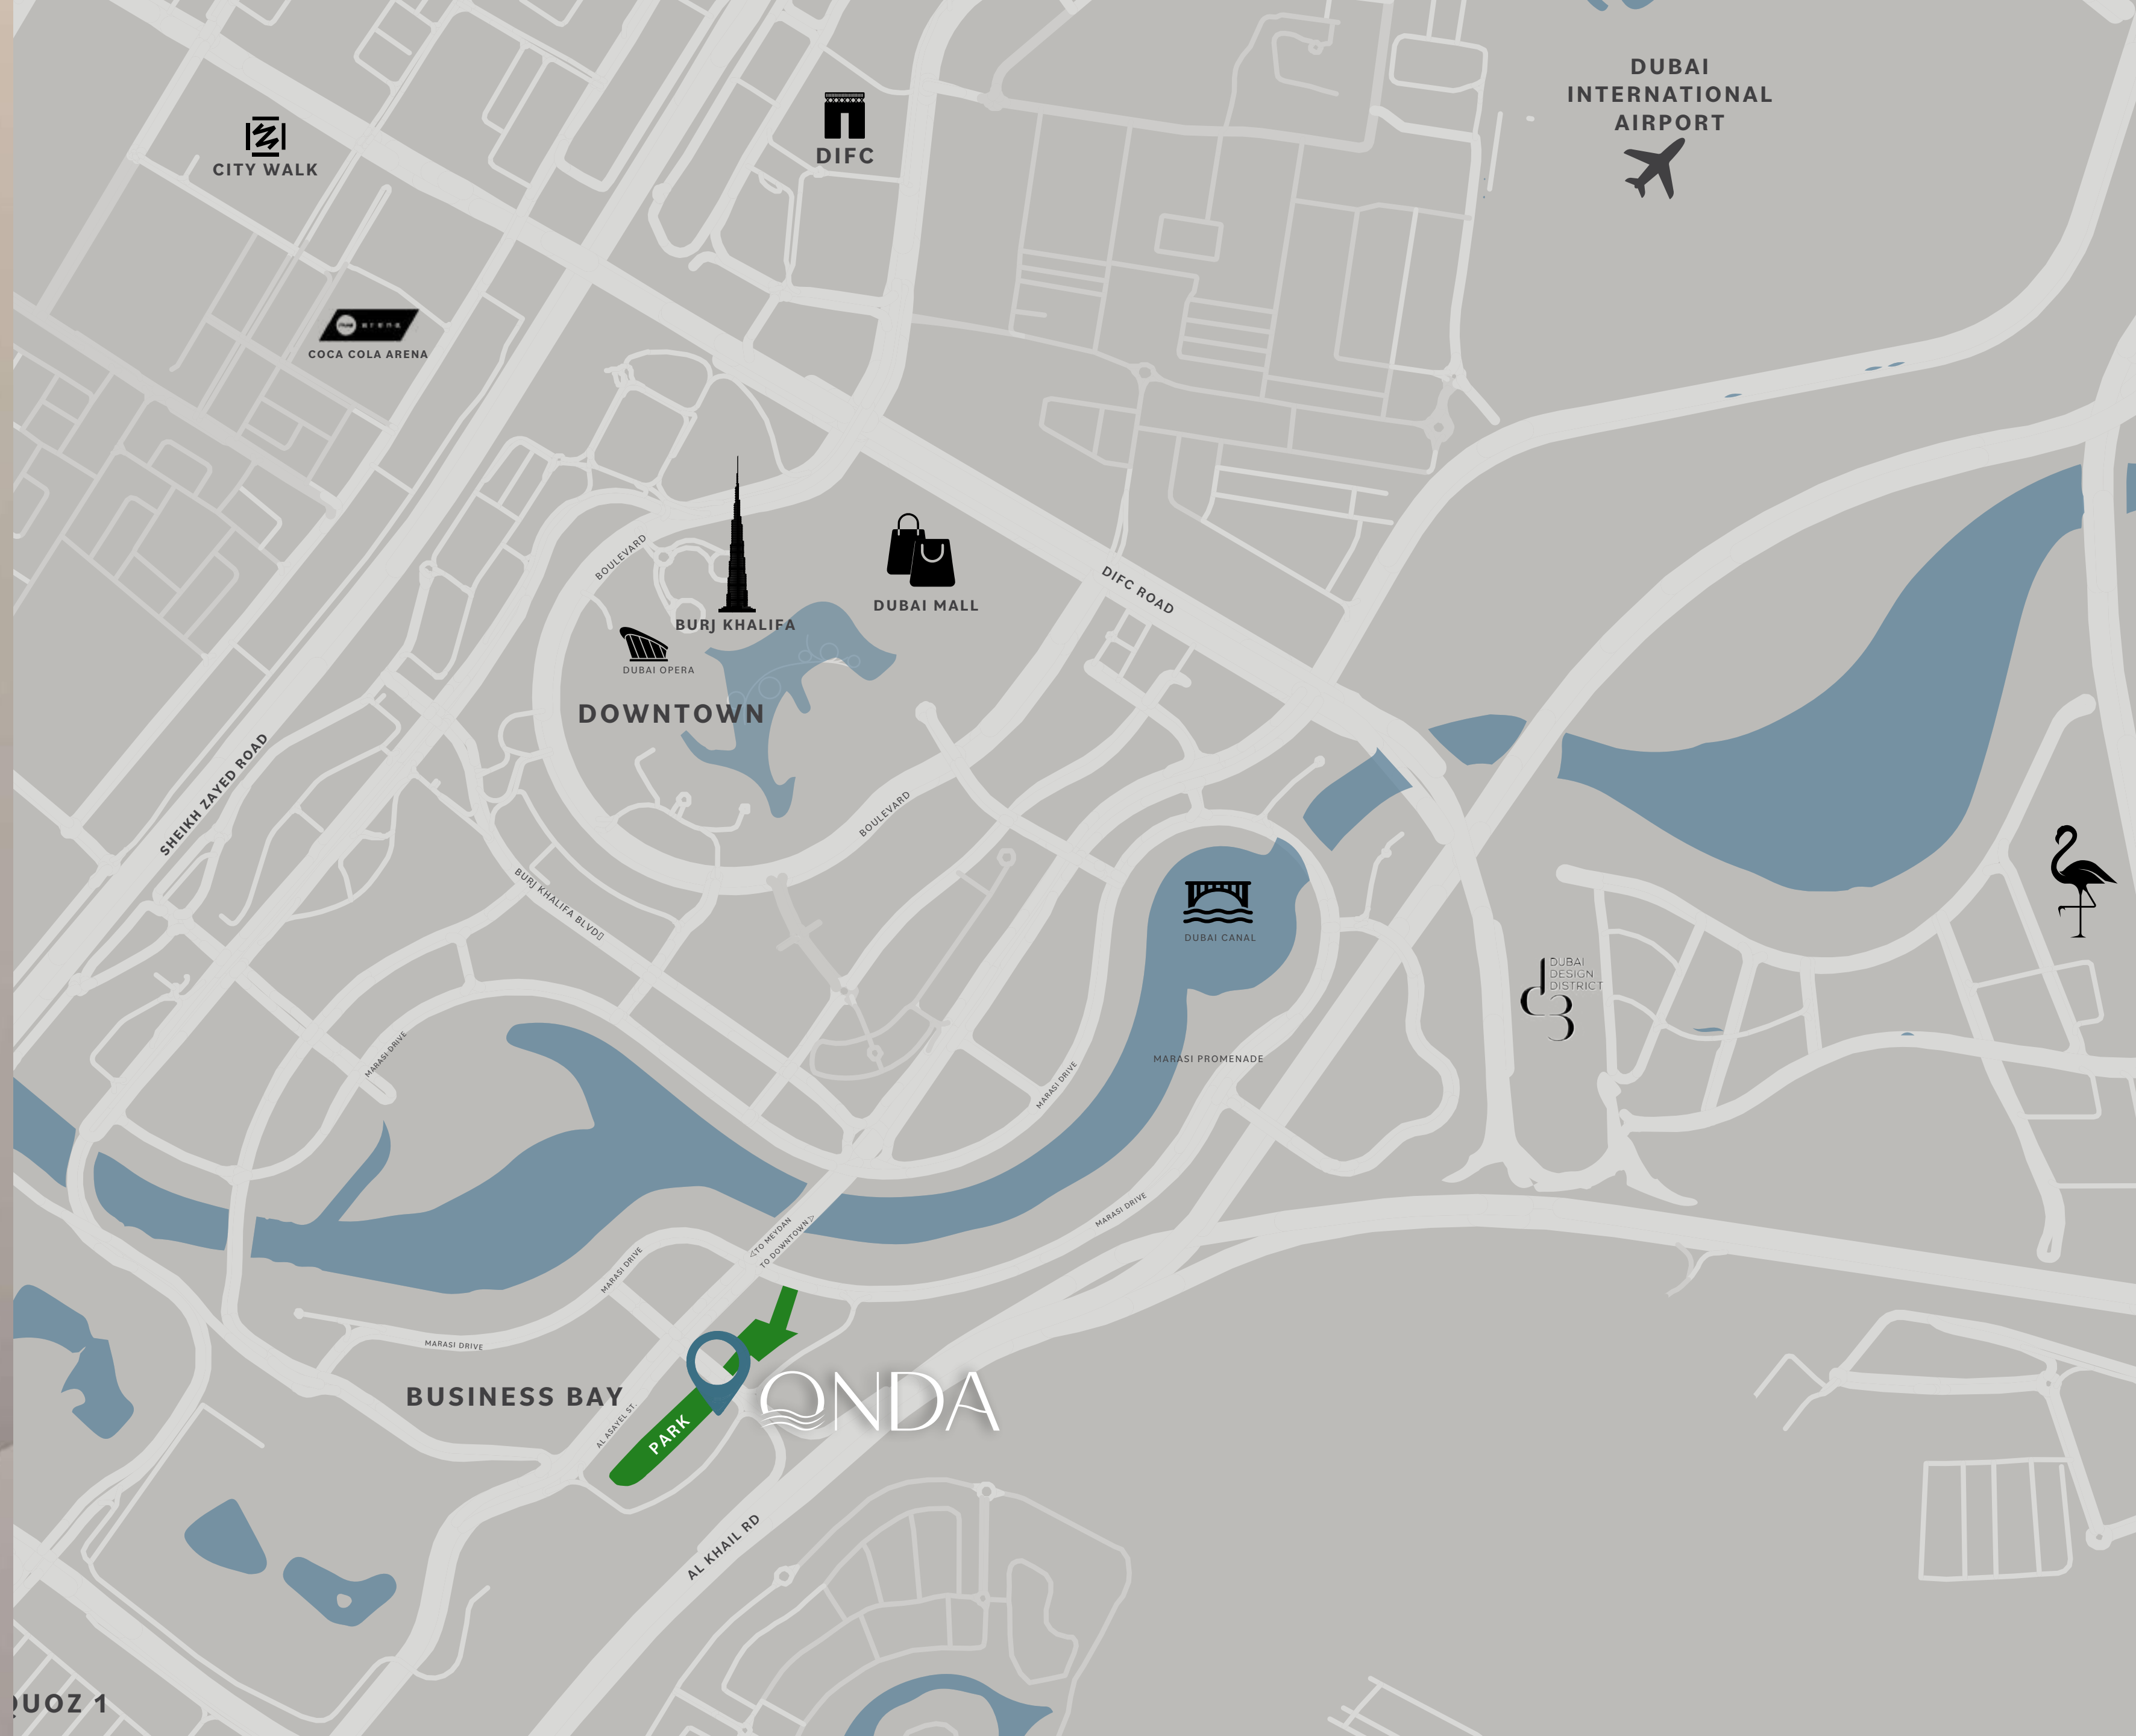 DUBAI
INTERNATIONAL
AIRPORT
DIFC
CITY WALK
COCA COLA ARENA
BOULEVARD
DIFC ROAD
DUBAI MALL
BURJ KHALIFA
DUBAI OPERA
DOWNTOWN
SHEIKH ZAYED ROAD
BOULEVARD
BURJ KHALIFA BLVD
DUBAI CANAL
DUBAI
DESIGN
DISTRICT
d3
MARASI DRIVE
MARASI PROMENADE
MARASI DRIVE
MARASI DRIVE
TO MEYDAN
TO DOWNTOWN
MARASI DRIVE
MARASI DRIVE
BUSINESS BAY
AL ASAYEL ST.
PARK
ONDA
AL KHAIL RD
QUOZ 1